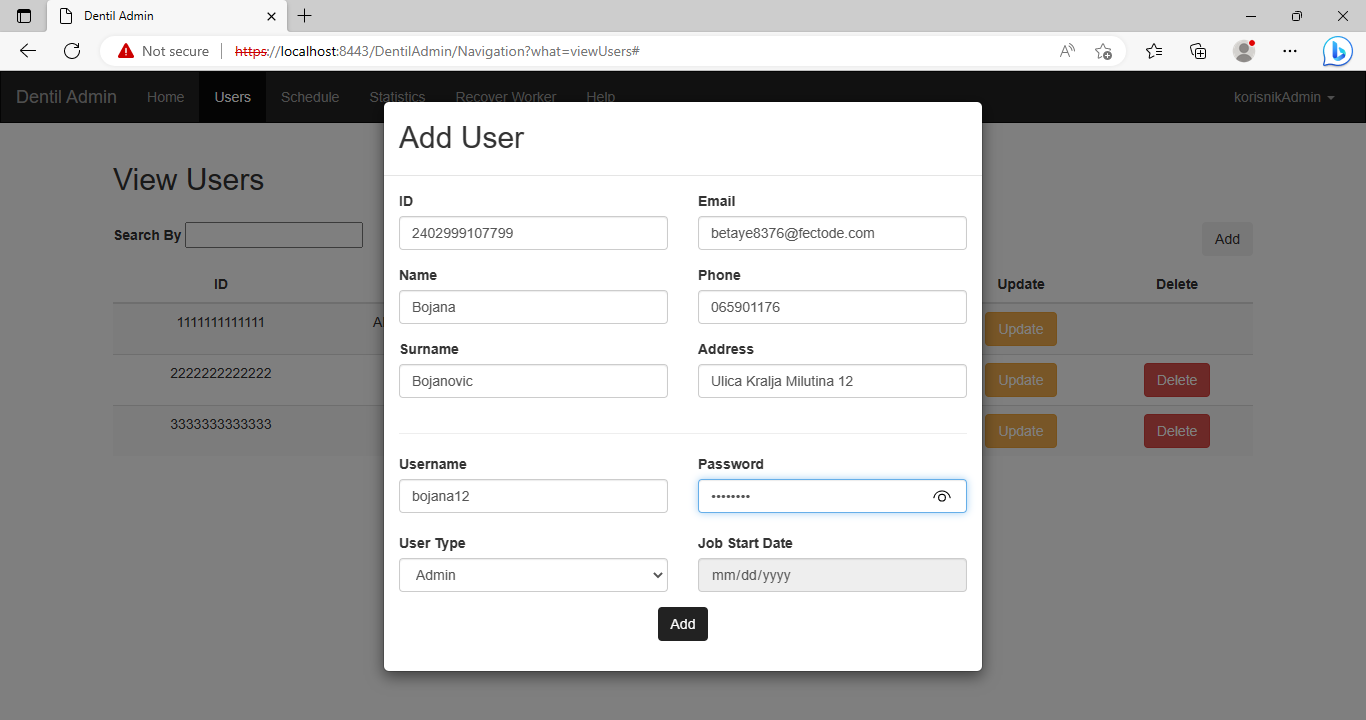 Dentil Admin
Not secure https://localhost:8443/DentilAdmin/Navigation?what=viewUsers#
Dentil Admin Home Users Schedule Statistics Recover Worker Help korisnikAdmin
View Users
Search By
Add
ID Update Delete
1111111111111 Update
2222222222222 Update Delete
3333333333333 Update Delete
Add User
ID Email
2402999107799 betaye8376@fectode.com
Name Phone
Bojana 065901176
Surname Address
Bojanovic Ulica Kralja Milutina 12
Username Password
bojana12 ••••••••
User Type Job Start Date
Admin mm/dd/yyyy
Add